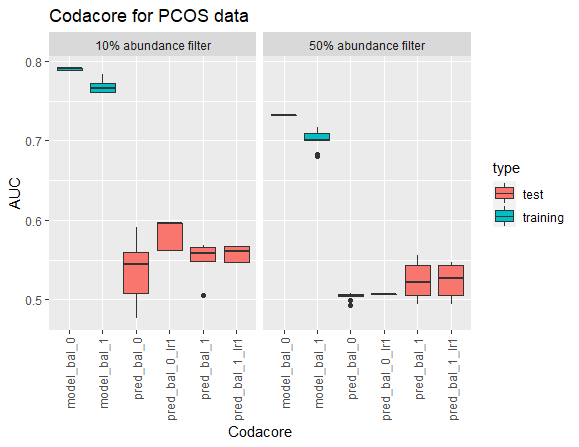 Codacore for PCOS data
10% abundance filter
50% abundance filter
AUC
0.8
0.7
0.6
0.5
model_bal_0
model_bal_1
pred_bal_0
pred_bal_0_lr1
pred_bal_1
pred_bal_1_lr1
model_bal_0
model_bal_1
pred_bal_0
pred_bal_0_lr1
pred_bal_1
pred_bal_1_lr1
Codacore
type
test
training